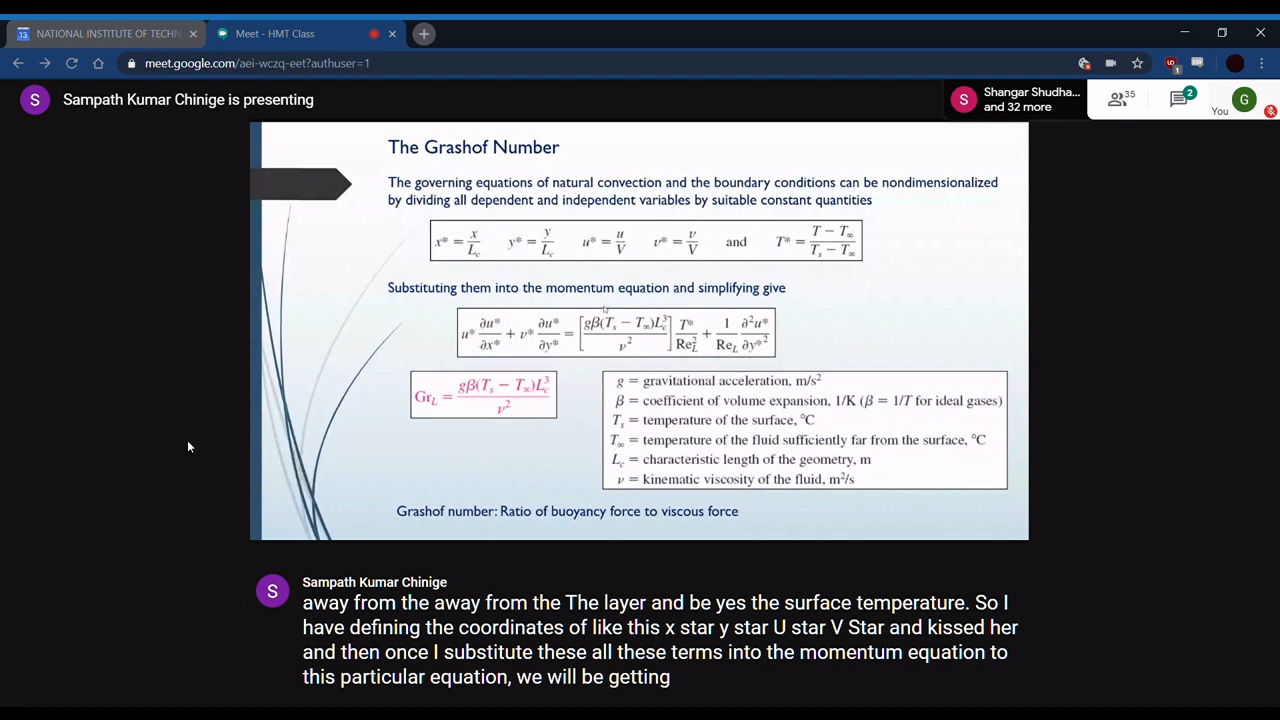 NATIONAL INSTITUTE OF TECHN
Meet - HMT Class
meet.google.com/aei-wczq-eet?authuser=1
S Sampath Kumar Chinige is presenting
S Shangar Shudha...
and 32 more
35
2
You
G
The Grashof Number
The governing equations of natural convection and the boundary conditions can be nondimensionalized
by dividing all dependent and independent variables by suitable constant quantities
x* = x/L_c y* = y/L_c u* = u/V v* = v/V and T* = (T − T∞)/(T_s − T∞)
Substituting them into the momentum equation and simplifying give
u* ∂u*/∂x* + v* ∂u*/∂y* = [gβ(T_s − T∞)L_c³/ν²] T*/Re_L² + 1/Re_L ∂²u*/∂y*²
Gr_L = gβ(T_s − T∞)L_c³/ν²
g = gravitational acceleration, m/s²
β = coefficient of volume expansion, 1/K (β = 1/T for ideal gases)
T_s = temperature of the surface, °C
T∞ = temperature of the fluid sufficiently far from the surface, °C
L_c = characteristic length of the geometry, m
ν = kinematic viscosity of the fluid, m²/s
Grashof number: Ratio of buoyancy force to viscous force
S Sampath Kumar Chinige
away from the away from the The layer and be yes the surface temperature. So I
have defining the coordinates of like this x star y star U star V Star and kissed her
and then once I substitute these all these terms into the momentum equation to
this particular equation, we will be getting